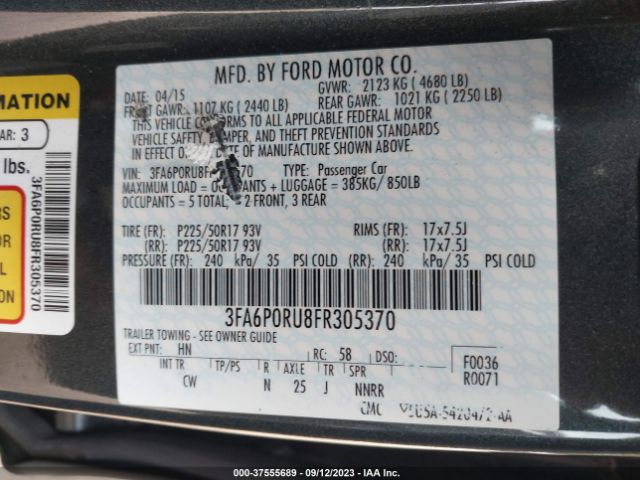 MFD. BY FORD MOTOR CO.
DATE: 04/15 GVWR: 2123 KG ( 4680 LB)
FRONT GAWR: 1107 KG ( 2440 LB) REAR GAWR: 1021 KG ( 2250 LB)
THIS VEHICLE CONFORMS TO ALL APPLICABLE FEDERAL MOTOR
VEHICLE SAFETY, BUMPER, AND THEFT PREVENTION STANDARDS
IN EFFECT ON THE DATE OF MANUFACTURE SHOWN ABOVE.
VIN: 3FA6P0RU8F 370 TYPE: Passenger Car
MAXIMUM LOAD = OCCUPANTS + LUGGAGE = 385KG/ 850LB
OCCUPANTS = 5 TOTAL, 2 FRONT, 3 REAR
TIRE (FR): P225/50R17 93V RIMS (FR): 17x7.5J
(RR): P225/50R17 93V (RR): 17x7.5J
PRESSURE (FR): 240 kPa/ 35 PSI COLD (RR): 240 kPa/ 35 PSI COLD
3FA6P0RU8FR305370
TRAILER TOWING - SEE OWNER GUIDE
EXT PNT: HN RC: 58 DSO: F0036
INT TR TP/PS R AXLE TR SPR R0071
CW N 25 J NNRR
CMC
MATION
AR: 3
lbs.
RS
OR
L
S
3FA6P0RU8FR305370
000-37555689 - 09/12/2023 - IAA Inc.